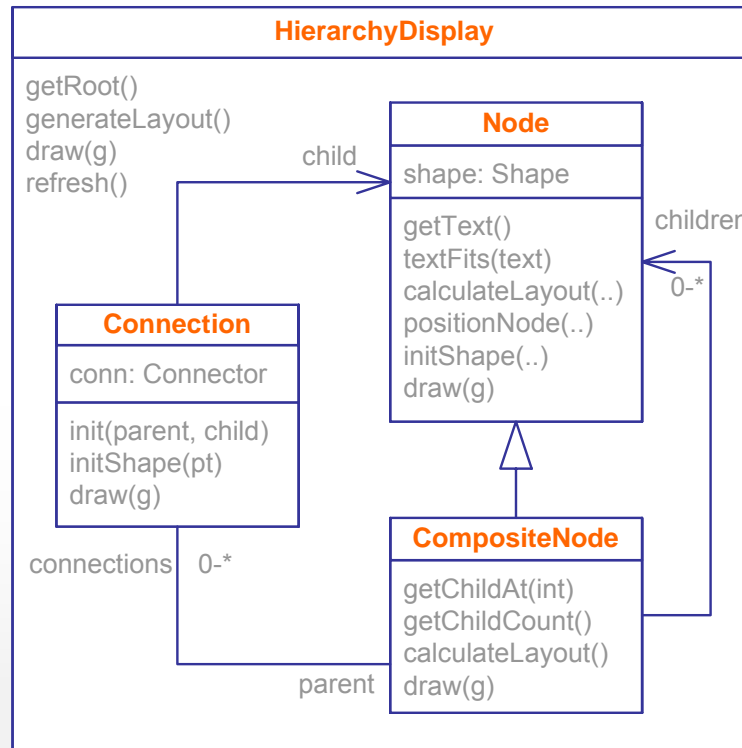 HierarchyDisplay
getRoot()
generateLayout()
draw(g)
refresh()
child
Node
shape: Shape
getText()
textFits(text)
calculateLayout(..)
positionNode(..)
initShape(..)
draw(g)
children
0-*
Connection
conn: Connector
init(parent, child)
initShape(pt)
draw(g)
connections 0-*
parent
CompositeNode
getChildAt(int)
getChildCount()
calculateLayout()
draw(g)